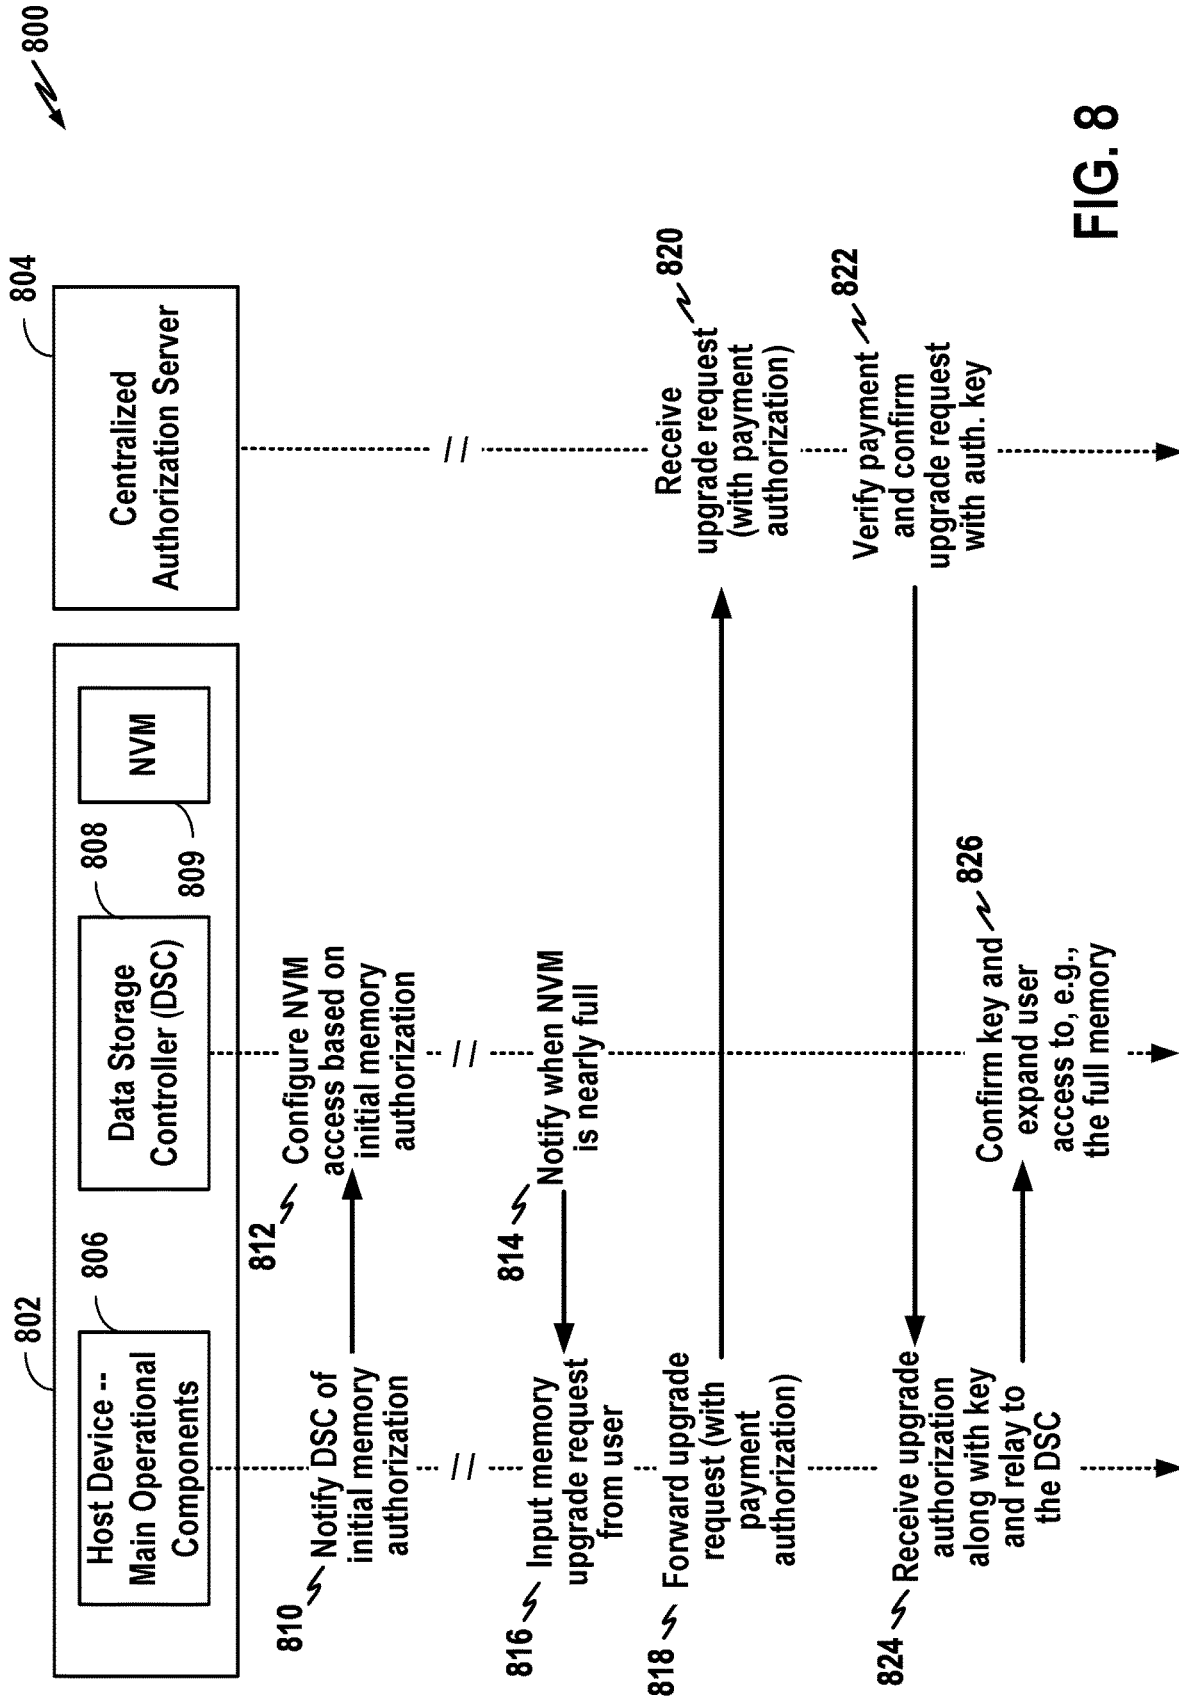 800
802
804
806
Host Device --
Main Operational
Components
808
Data Storage
Controller (DSC)
809
NVM
Centralized
Authorization Server
810
Notify DSC of
initial memory
authorization
812
Configure NVM
access based on
initial memory
authorization
814
Notify when NVM
is nearly full
816
Input memory
upgrade request
from user
818
Forward upgrade
request (with
payment
authorization)
820
Receive
upgrade request
(with payment
authorization)
822
Verify payment
and confirm
upgrade request
with auth. key
824
Receive upgrade
authorization
along with key
and relay to
the DSC
826
Confirm key and
expand user
access to, e.g.,
the full memory
FIG. 8